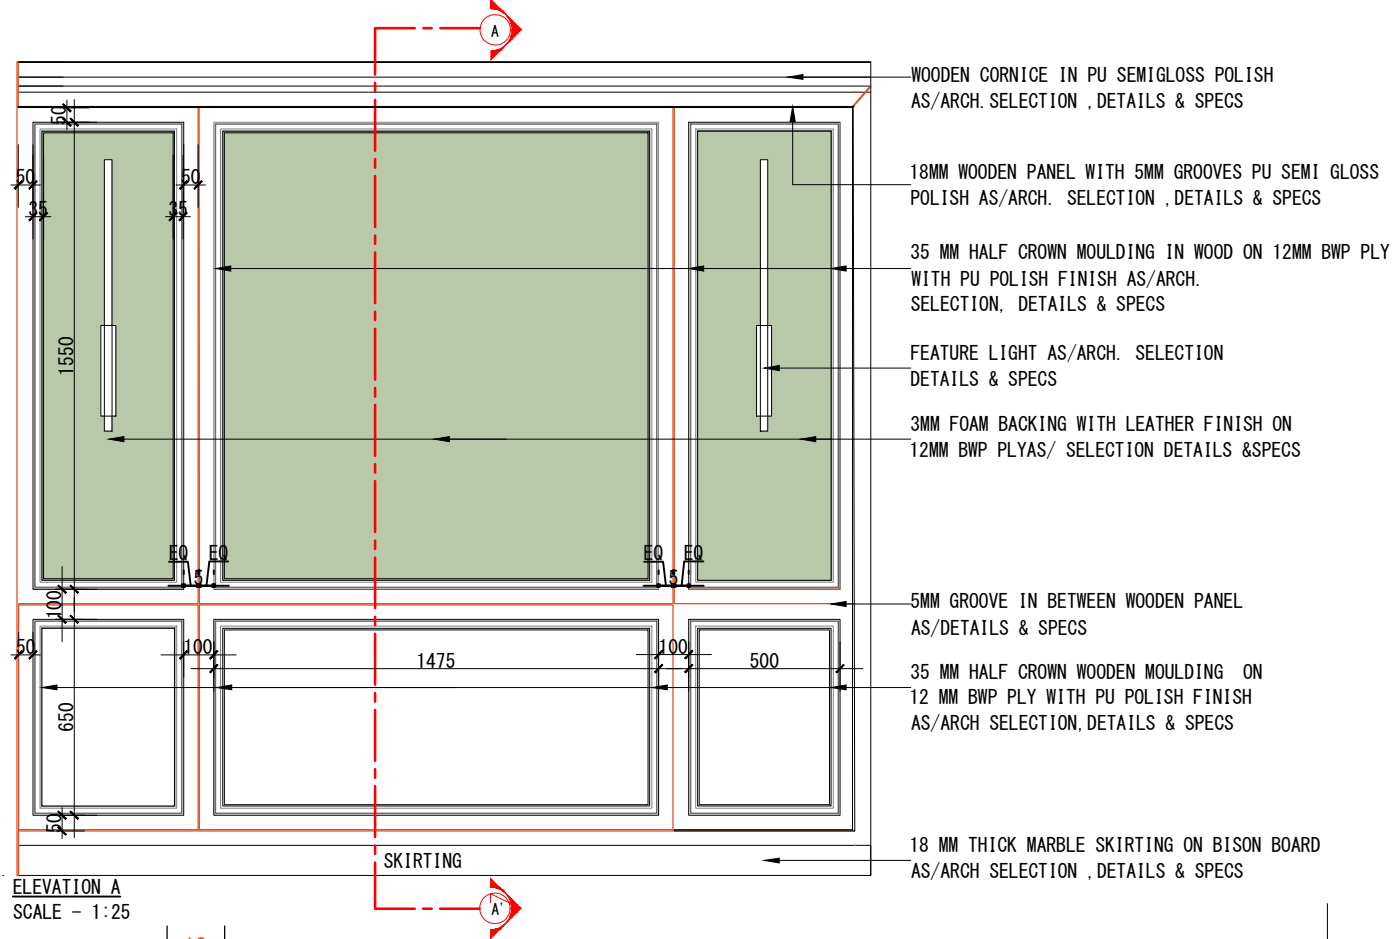 A
WOODEN CORNICE IN PU SEMIGLOSS POLISH
AS/ARCH. SELECTION , DETAILS & SPECS
50
18MM WOODEN PANEL WITH 5MM GROOVES PU SEMI GLOSS
POLISH AS/ARCH. SELECTION , DETAILS & SPECS
50
50
35
35
35 MM HALF CROWN MOULDING IN WOOD ON 12MM BWP PLY
WITH PU POLISH FINISH AS/ARCH.
SELECTION, DETAILS & SPECS
1550
FEATURE LIGHT AS/ARCH. SELECTION
DETAILS & SPECS
3MM FOAM BACKING WITH LEATHER FINISH ON
12MM BWP PLYAS/ SELECTION DETAILS &SPECS
EQ
EQ
EQ
EQ
5
5
100
5MM GROOVE IN BETWEEN WOODEN PANEL
AS/DETAILS & SPECS
50
100
1475
100
500
35 MM HALF CROWN WOODEN MOULDING ON
12 MM BWP PLY WITH PU POLISH FINISH
AS/ARCH SELECTION, DETAILS & SPECS
650
50
SKIRTING
18 MM THICK MARBLE SKIRTING ON BISON BOARD
AS/ARCH SELECTION , DETAILS & SPECS
ELEVATION A
SCALE - 1:25
A'